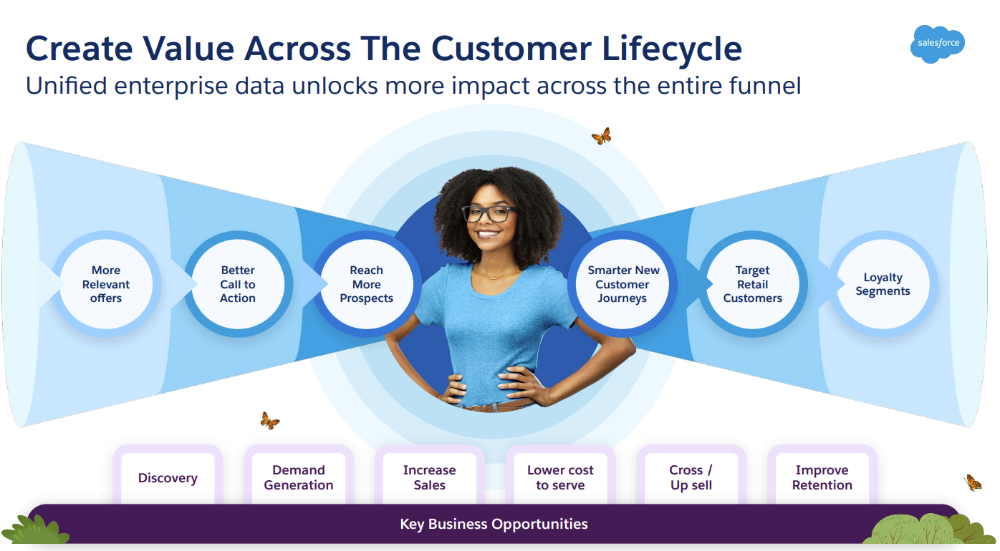 Create Value Across The Customer Lifecycle
salesforce
Unified enterprise data unlocks more impact across the entire funnel
More
Relevant
offers
Better
Call to
Action
Reach
More
Prospects
Smarter New
Customer
Journeys
Target
Retail
Customers
Loyalty
Segments
Discovery
Demand
Generation
Increase
Sales
Lower cost
to serve
Cross /
Up sell
Improve
Retention
Key Business Opportunities